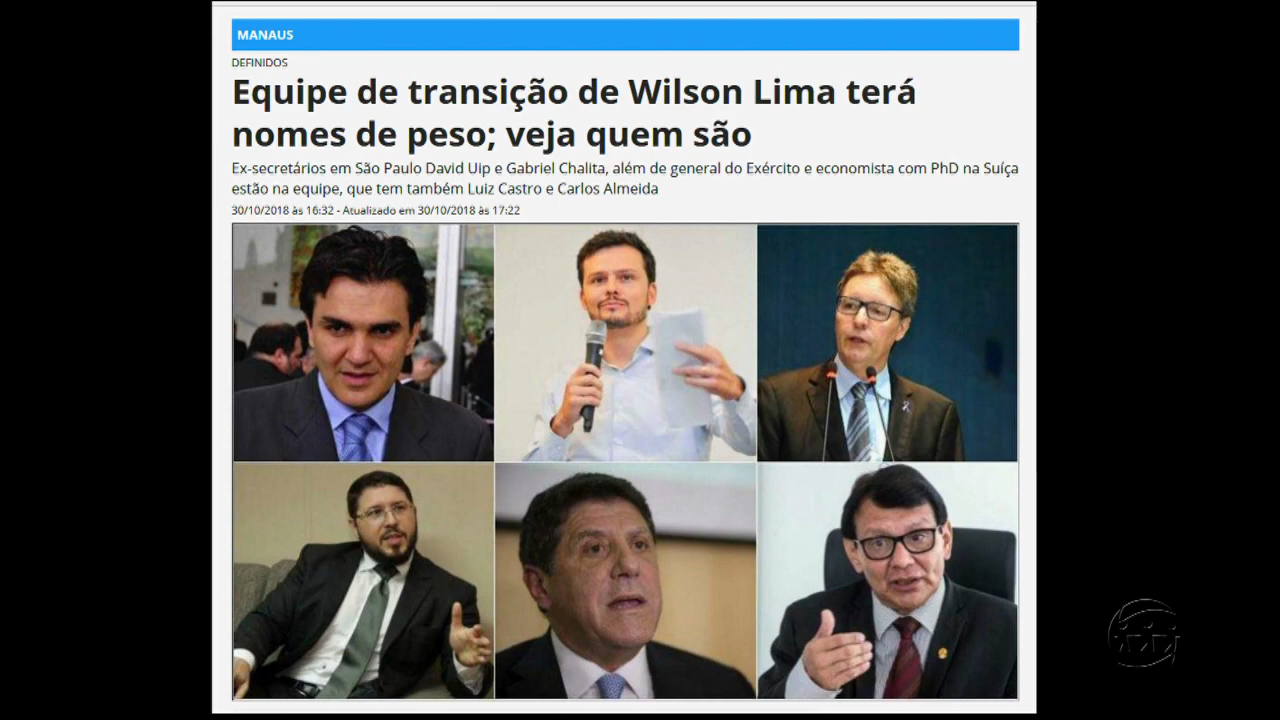 MANAUS
DEFINIDOS
Equipe de transição de Wilson Lima terá
nomes de peso; veja quem são
Ex-secretários em São Paulo David Uip e Gabriel Chalita, além de general do Exército e economista com PhD na Suíça
estão na equipe, que tem também Luiz Castro e Carlos Almeida
30/10/2018 às 16:32 - Atualizado em 30/10/2018 às 17:22